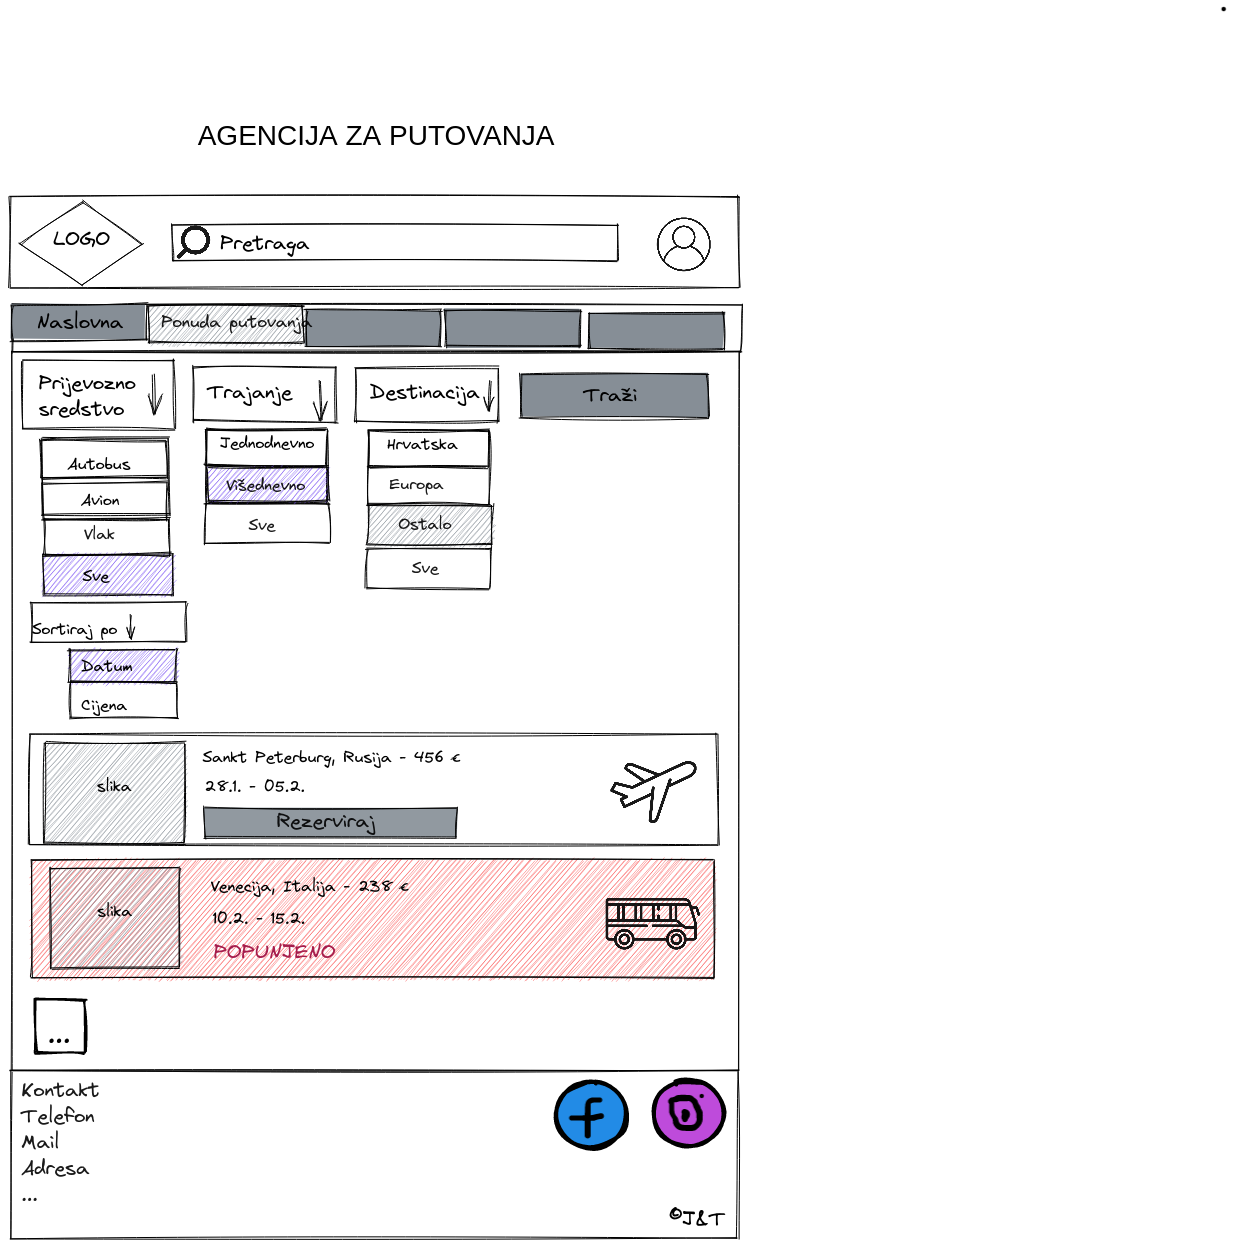 AGENCIJA ZA PUTOVANJA
LOGO
Pretraga
Naslovna
Ponuda putovanja
Prijevozno
sredstvo
Trajanje
Destinacija
Traži
Autobus
Avion
Vlak
Sve
Jednodnevno
Višednevno
Sve
Hrvatska
Europa
Ostalo
Sve
Sortiraj po
Datum
Cijena
slika
Sankt Peterburg, Rusija - 456 €
28.1. - 05.2.
Rezerviraj
slika
Venecija, Italija - 238 €
10.2. - 15.2.
POPUNJENO
...
Kontakt
Telefon
Mail
Adresa
...
©J&T